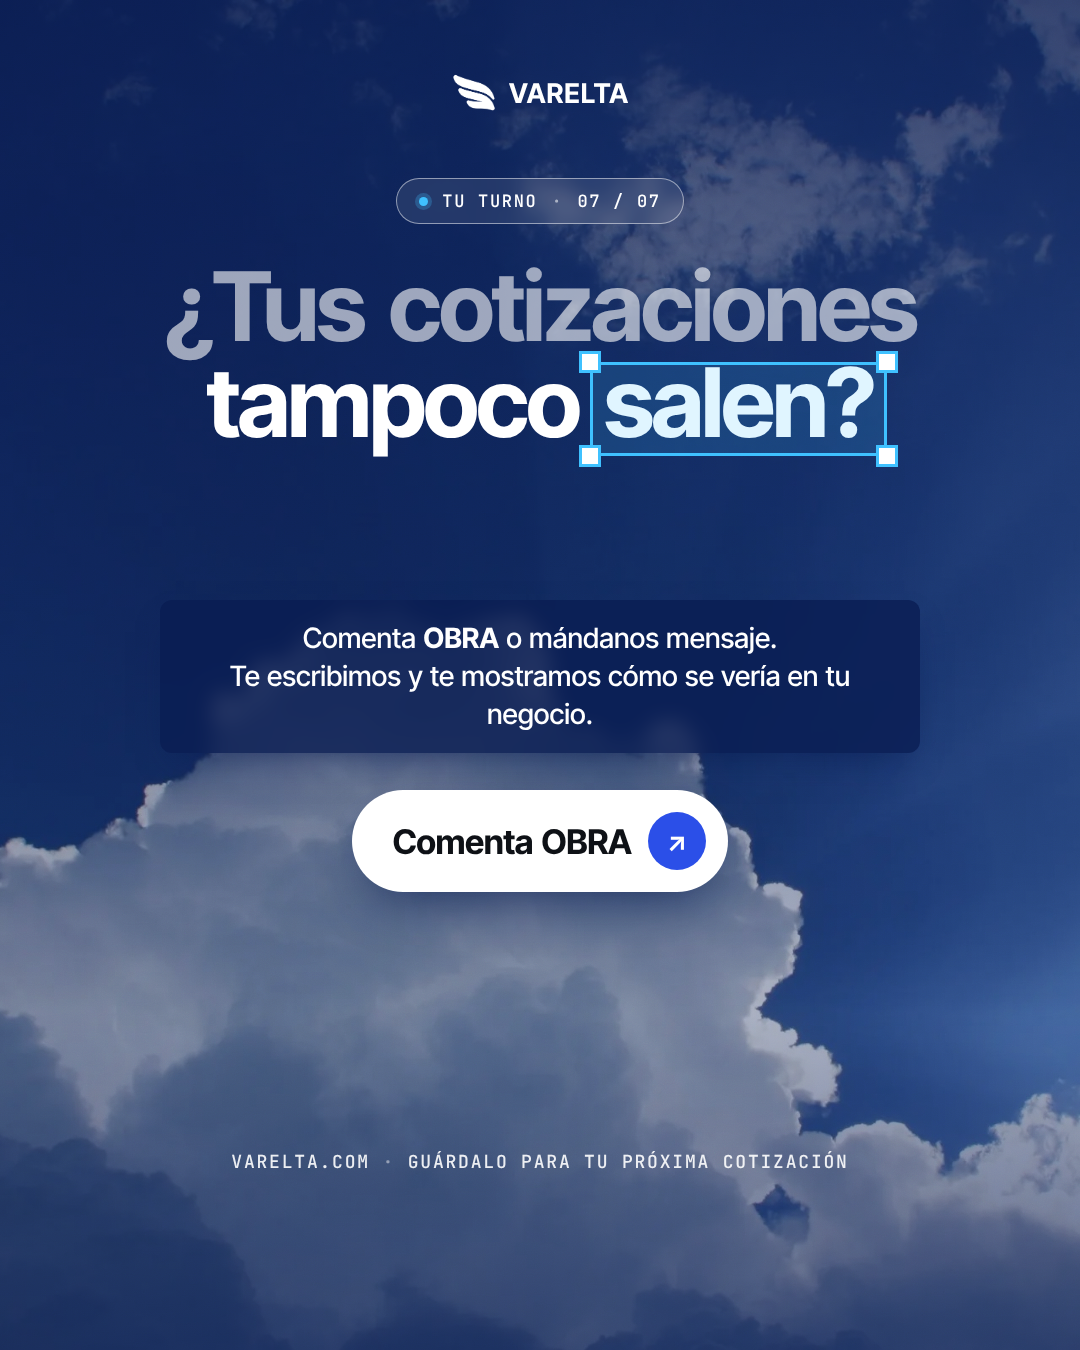 VARELTA
TU TURNO · 07 / 07
¿Tus cotizaciones
tampoco salen?
Comenta OBRA o mándanos mensaje.
Te escribimos y te mostramos cómo se vería en tu
negocio.
Comenta OBRA
VARELTA.COM · GUÁRDALO PARA TU PRÓXIMA COTIZACIÓN